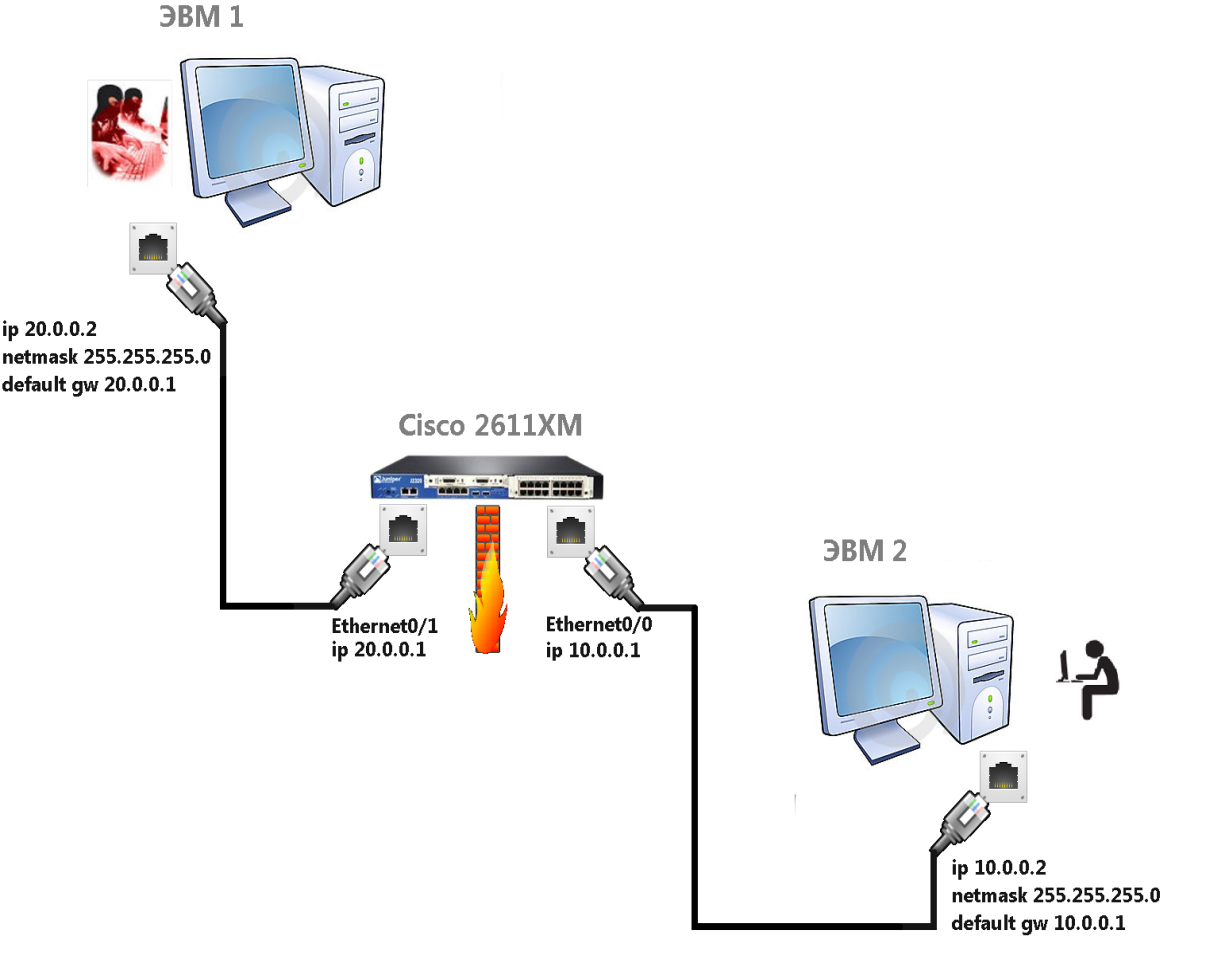 ЭВМ 1
ip 20.0.0.2
netmask 255.255.255.0
default gw 20.0.0.1
Cisco 2611XM
Juniper
Ethernet0/1
ip 20.0.0.1
Ethernet0/0
ip 10.0.0.1
ЭВМ 2
ip 10.0.0.2
netmask 255.255.255.0
default gw 10.0.0.1